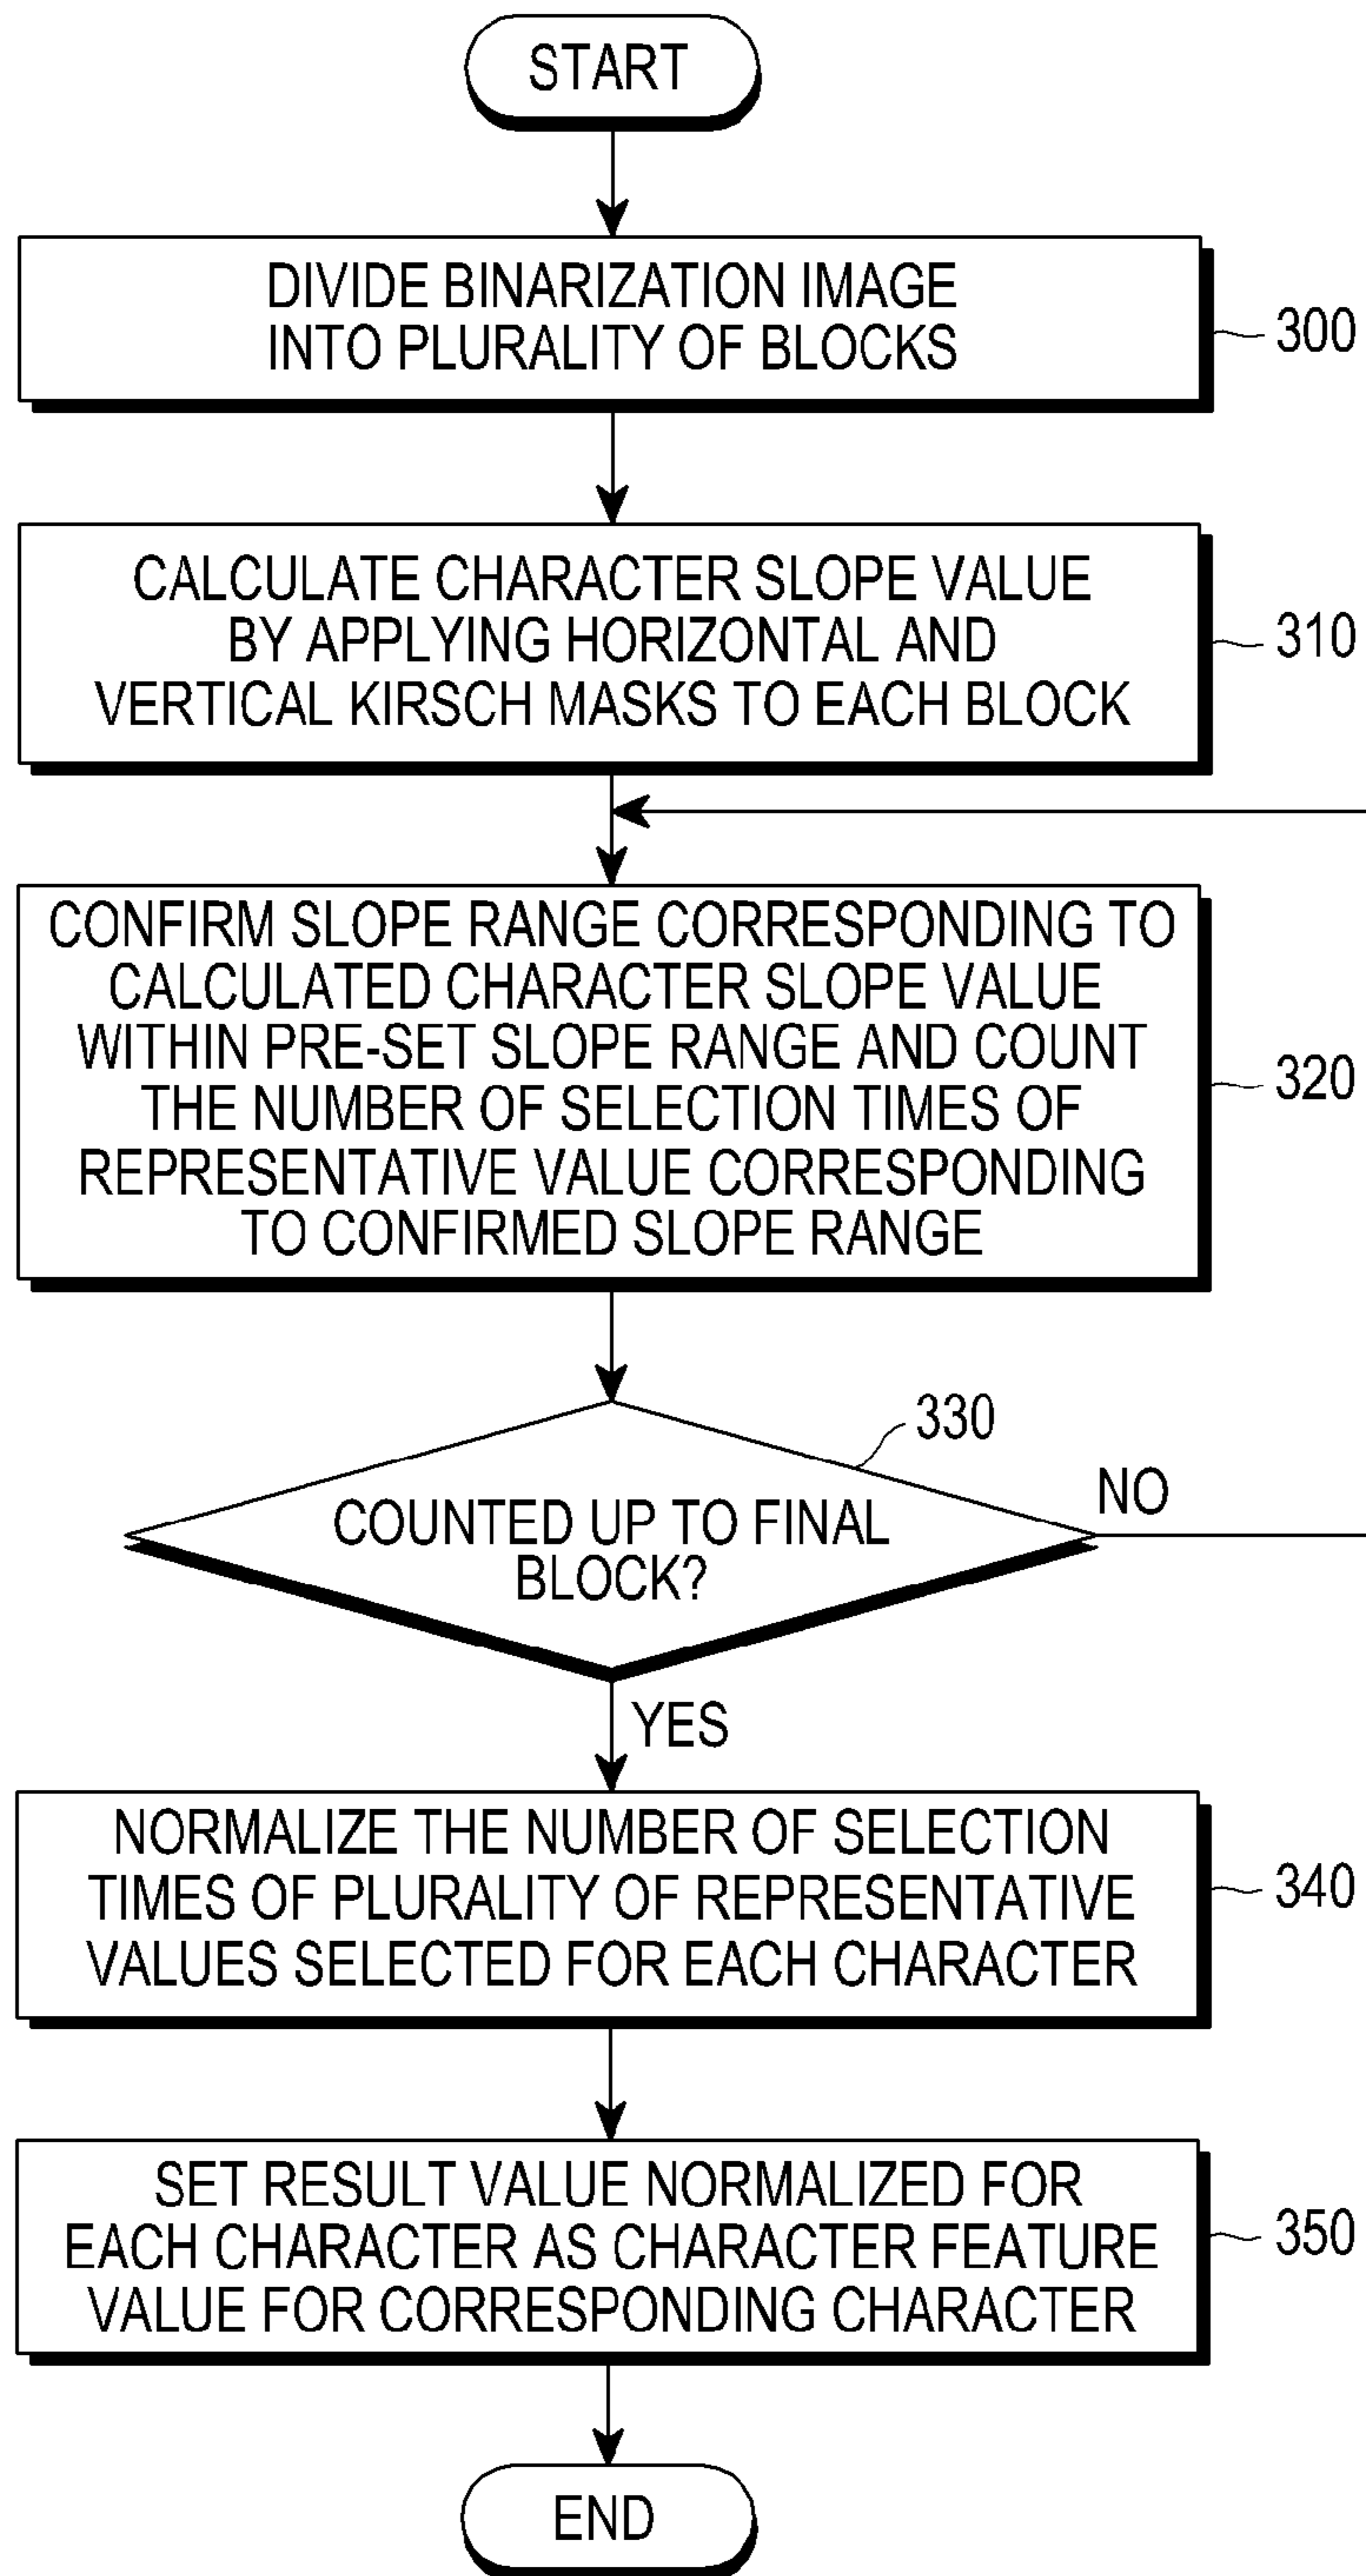 START
DIVIDE BINARIZATION IMAGE
INTO PLURALITY OF BLOCKS
300
CALCULATE CHARACTER SLOPE VALUE
BY APPLYING HORIZONTAL AND
VERTICAL KIRSCH MASKS TO EACH BLOCK
310
CONFIRM SLOPE RANGE CORRESPONDING TO
CALCULATED CHARACTER SLOPE VALUE
WITHIN PRE-SET SLOPE RANGE AND COUNT
THE NUMBER OF SELECTION TIMES OF
REPRESENTATIVE VALUE CORRESPONDING
TO CONFIRMED SLOPE RANGE
320
330
COUNTED UP TO FINAL
BLOCK?
NO
YES
NORMALIZE THE NUMBER OF SELECTION
TIMES OF PLURALITY OF REPRESENTATIVE
VALUES SELECTED FOR EACH CHARACTER
340
SET RESULT VALUE NORMALIZED FOR
EACH CHARACTER AS CHARACTER FEATURE
VALUE FOR CORRESPONDING CHARACTER
350
END